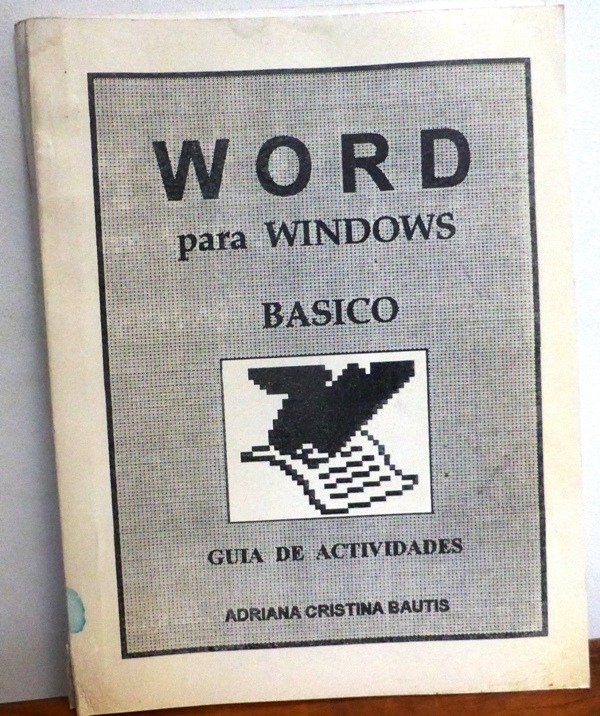 WORD
para WINDOWS
BASICO
GUIA DE ACTIVIDADES
ADRIANA CRISTINA BAUTIS